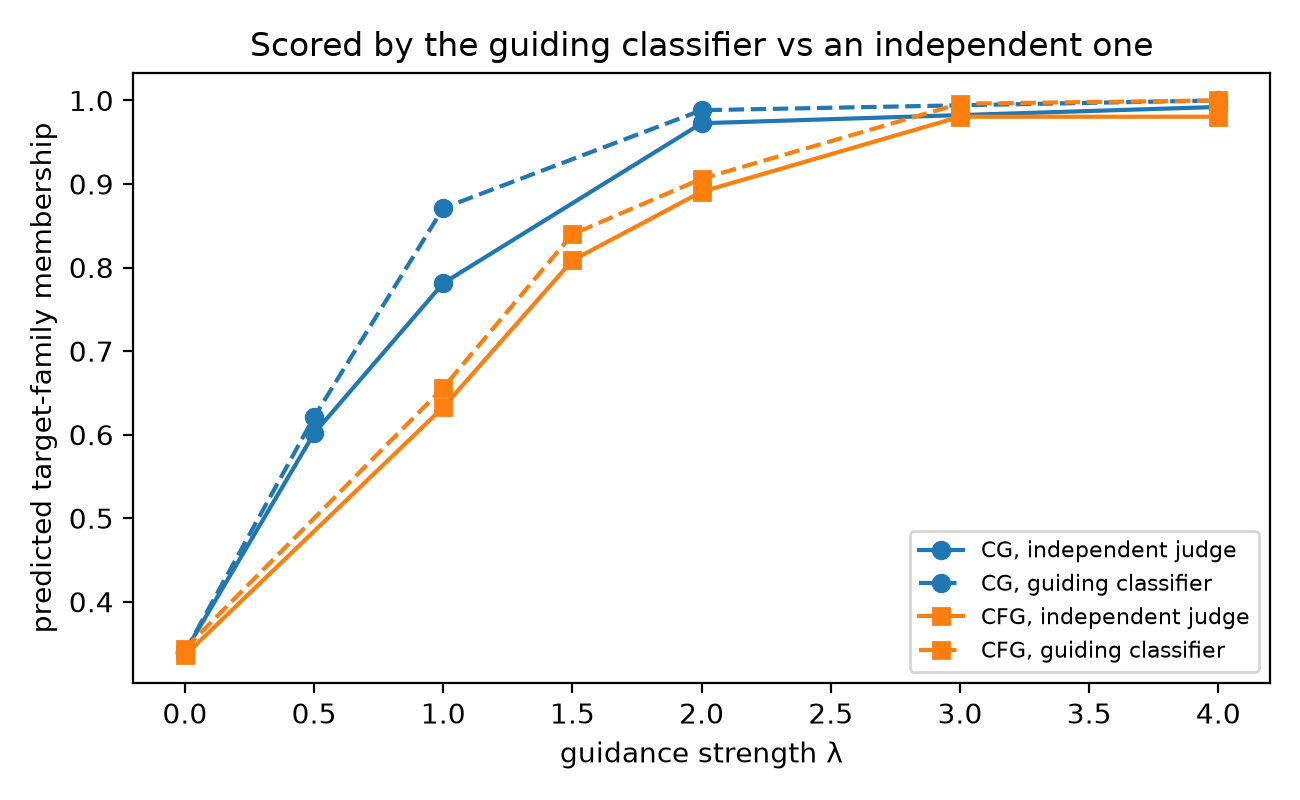 Scored by the guiding classifier vs an independent one
predicted target-family membership
1.0
0.9
0.8
0.7
0.6
0.5
0.4
0.0 0.5 1.0 1.5 2.0 2.5 3.0 3.5 4.0
guidance strength λ
CG, independent judge
CG, guiding classifier
CFG, independent judge
CFG, guiding classifier